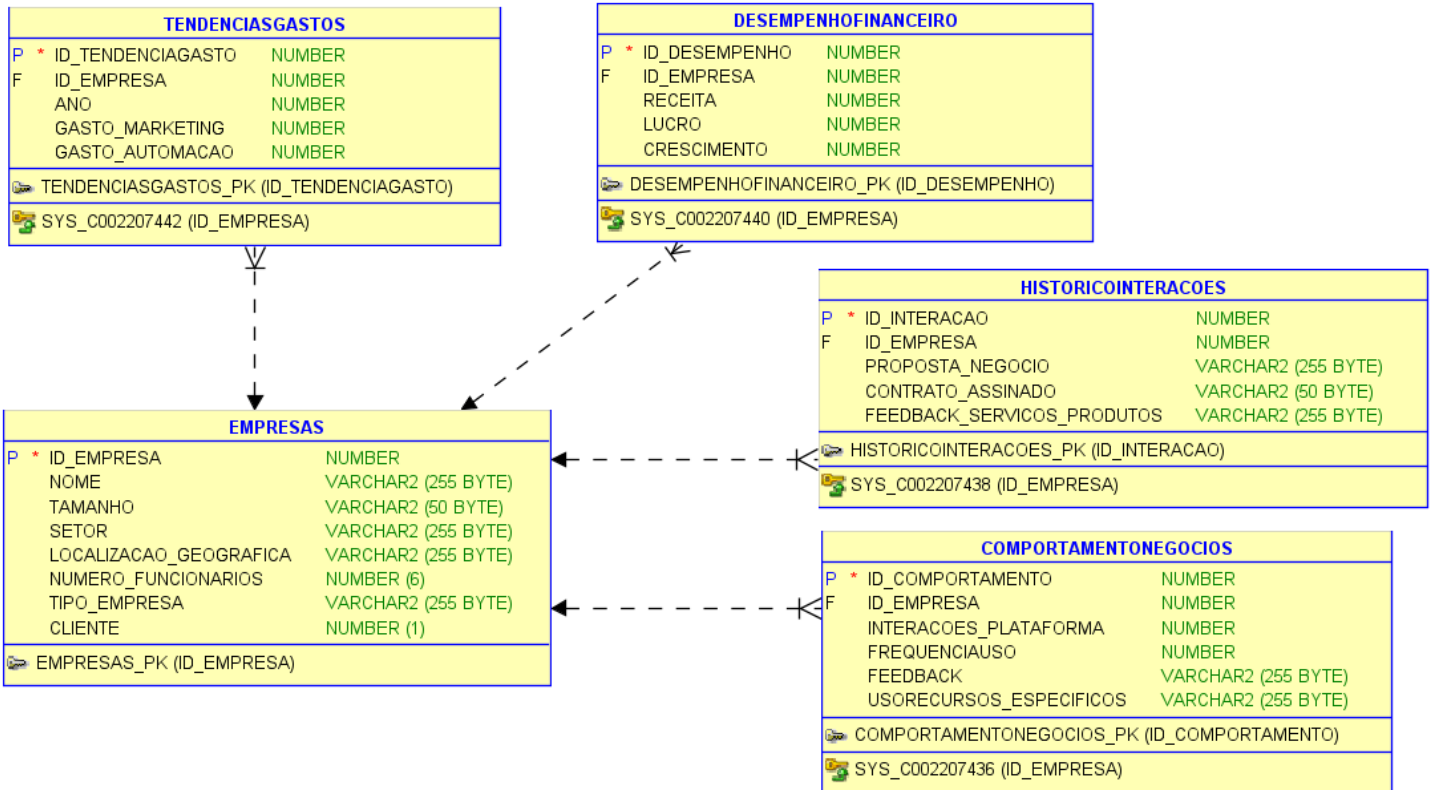 TENDENCIASGASTOS
P * ID_TENDENCIAGASTO NUMBER
F ID_EMPRESA NUMBER
ANO NUMBER
GASTO_MARKETING NUMBER
GASTO_AUTOMACAO NUMBER
TENDENCIASGASTOS_PK (ID_TENDENCIAGASTO)
SYS_C002207442 (ID_EMPRESA)
DESEMPENHOFINANCEIRO
P * ID_DESEMPENHO NUMBER
F ID_EMPRESA NUMBER
RECEITA NUMBER
LUCRO NUMBER
CRESCIMENTO NUMBER
DESEMPENHOFINANCEIRO_PK (ID_DESEMPENHO)
SYS_C002207440 (ID_EMPRESA)
HISTORICOINTERACOES
P * ID_INTERACAO NUMBER
F ID_EMPRESA NUMBER
PROPOSTA_NEGOCIO VARCHAR2 (255 BYTE)
CONTRATO_ASSINADO VARCHAR2 (50 BYTE)
FEEDBACK_SERVICOS_PRODUTOS VARCHAR2 (255 BYTE)
HISTORICOINTERACOES_PK (ID_INTERACAO)
SYS_C002207438 (ID_EMPRESA)
EMPRESAS
P * ID_EMPRESA NUMBER
NOME VARCHAR2 (255 BYTE)
TAMANHO VARCHAR2 (50 BYTE)
SETOR VARCHAR2 (255 BYTE)
LOCALIZACAO_GEOGRAFICA VARCHAR2 (255 BYTE)
NUMERO_FUNCIONARIOS NUMBER (6)
TIPO_EMPRESA VARCHAR2 (255 BYTE)
CLIENTE NUMBER (1)
EMPRESAS_PK (ID_EMPRESA)
COMPORTAMENTONEGOCIOS
P * ID_COMPORTAMENTO NUMBER
F ID_EMPRESA NUMBER
INTERACOES_PLATAFORMA NUMBER
FREQUENCIAUSO NUMBER
FEEDBACK VARCHAR2 (255 BYTE)
USORECURSOS_ESPECIFICOS VARCHAR2 (255 BYTE)
COMPORTAMENTONEGOCIOS_PK (ID_COMPORTAMENTO)
SYS_C002207436 (ID_EMPRESA)